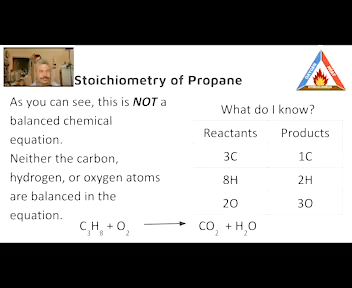 Stoichiometry of Propane
As you can see, this is NOT a
balanced chemical
equation.
Neither the carbon,
hydrogen, or oxygen atoms
are balanced in the
equation.
What do I know?
Reactants Products
3C 1C
8H 2H
2O 3O
C₃H₈ + O₂ → CO₂ + H₂O